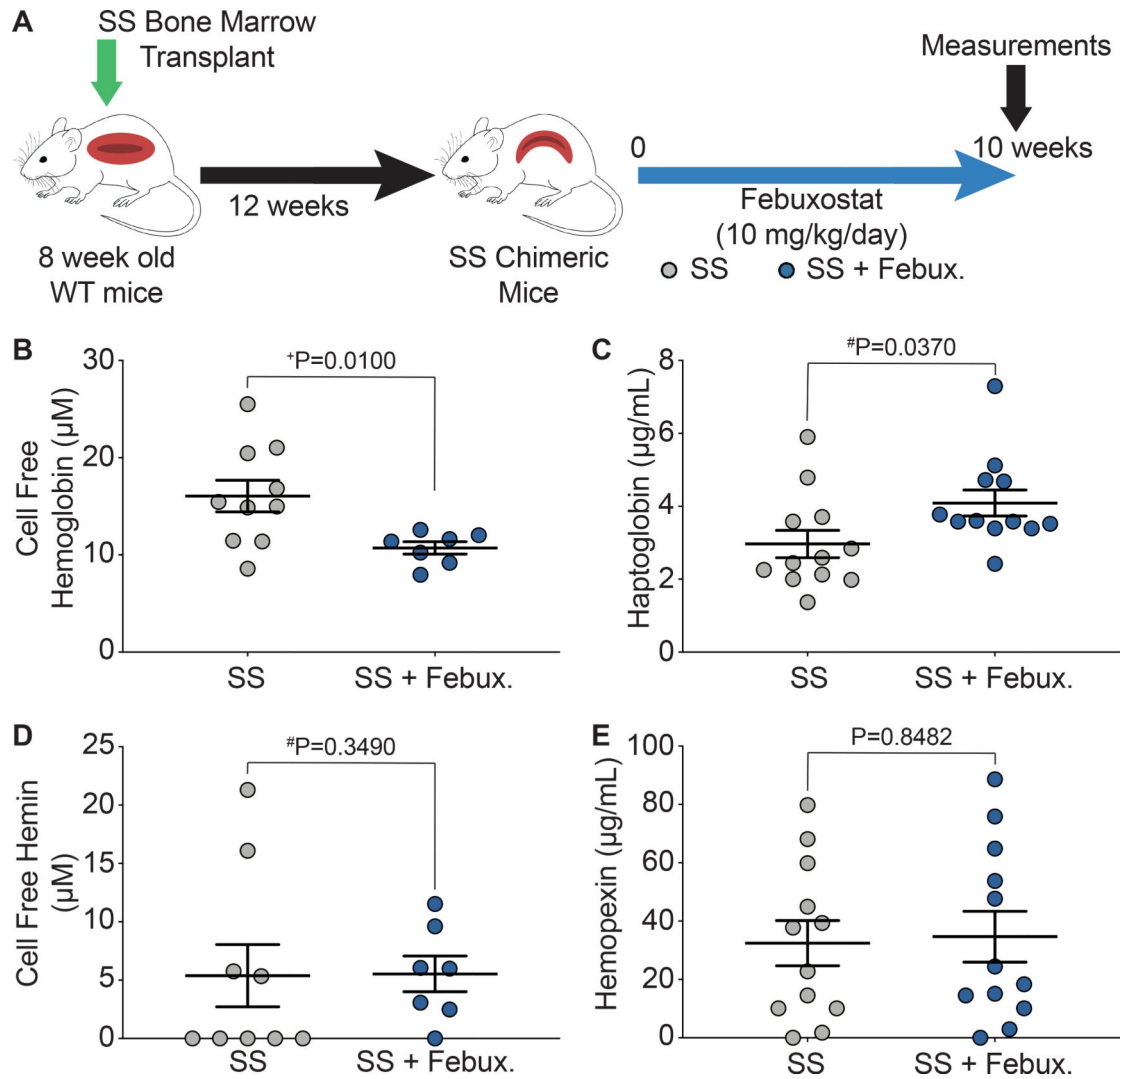 A
SS Bone Marrow
Transplant
Measurements
0
10 weeks
12 weeks
Febuxostat
(10 mg/kg/day)
8 week old
WT mice
SS Chimeric
Mice
SS
SS + Febux.
B
30
20
10
0
Cell Free
Hemoglobin (µM)
+P=0.0100
SS
SS + Febux.
C
8
6
4
2
0
Haptoglobin (µg/mL)
#P=0.0370
SS
SS + Febux.
D
25
20
15
10
5
0
Cell Free Hemin
(µM)
#P=0.3490
SS
SS + Febux.
E
100
80
60
40
20
0
Hemopexin (µg/mL)
P=0.8482
SS
SS + Febux.